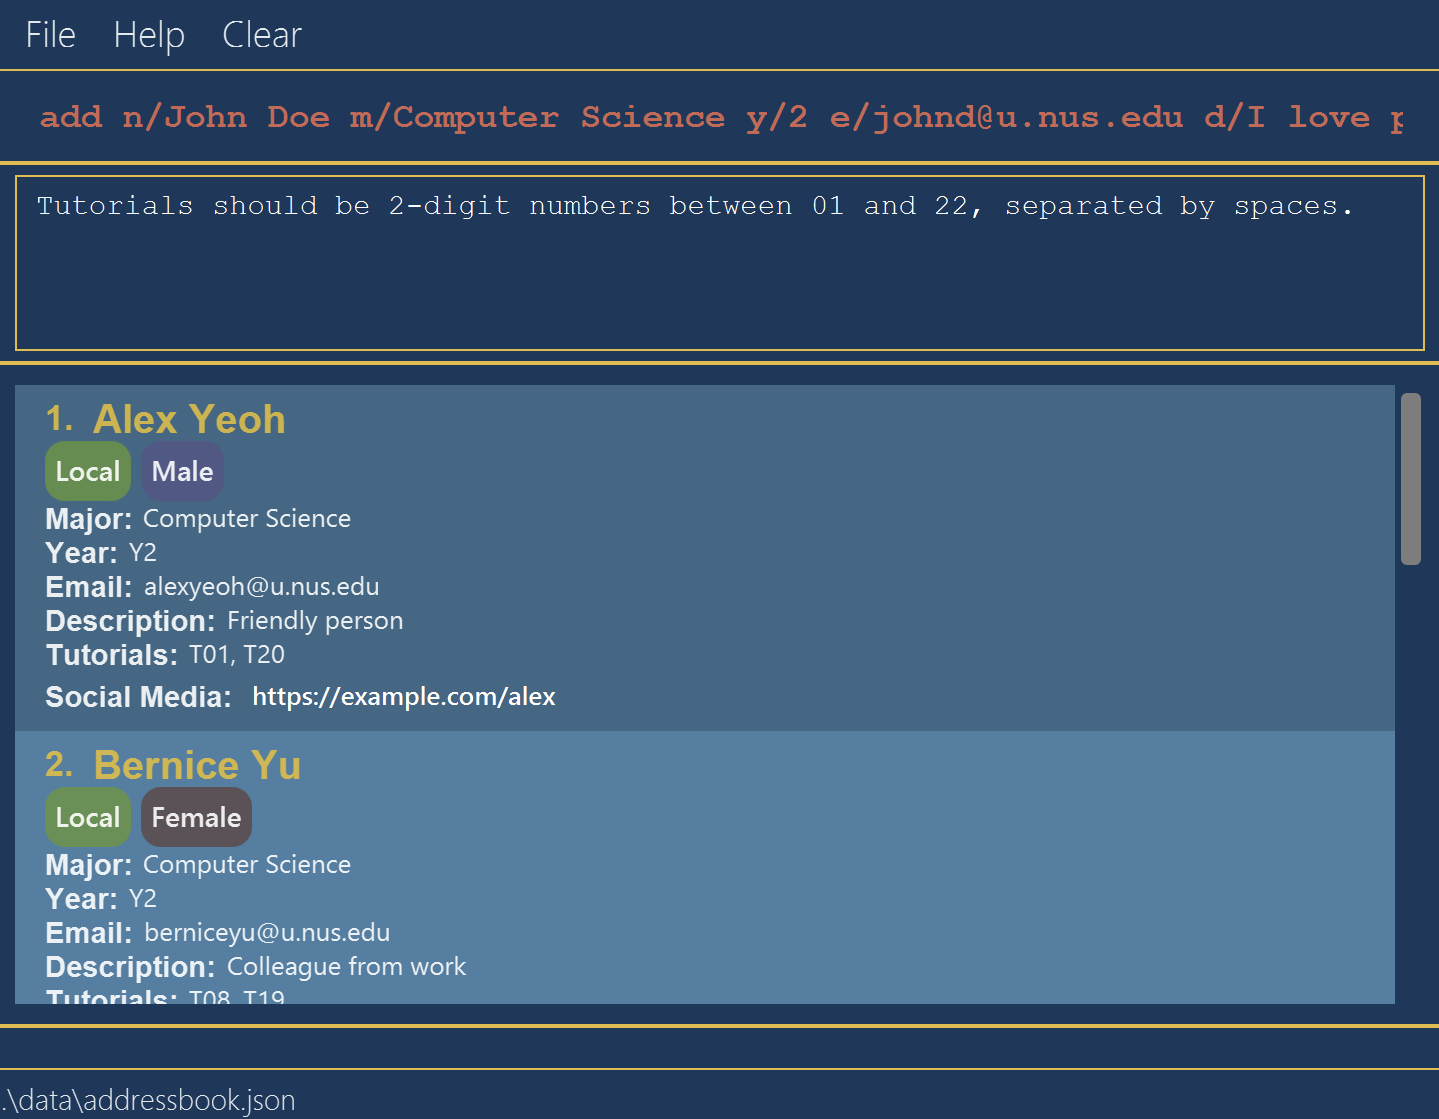 File Help Clear
add n/John Doe m/Computer Science y/2 e/johnd@u.nus.edu d/I love
Tutorials should be 2-digit numbers between 01 and 22, separated by spaces.
1. Alex Yeoh
Local Male
Major: Computer Science
Year: Y2
Email: alexyeoh@u.nus.edu
Description: Friendly person
Tutorials: T01, T20
Social Media: https://example.com/alex
2. Bernice Yu
Local Female
Major: Computer Science
Year: Y2
Email: berniceyu@u.nus.edu
Description: Colleague from work
Tutorials: T08, T19
.\data\addressbook.json